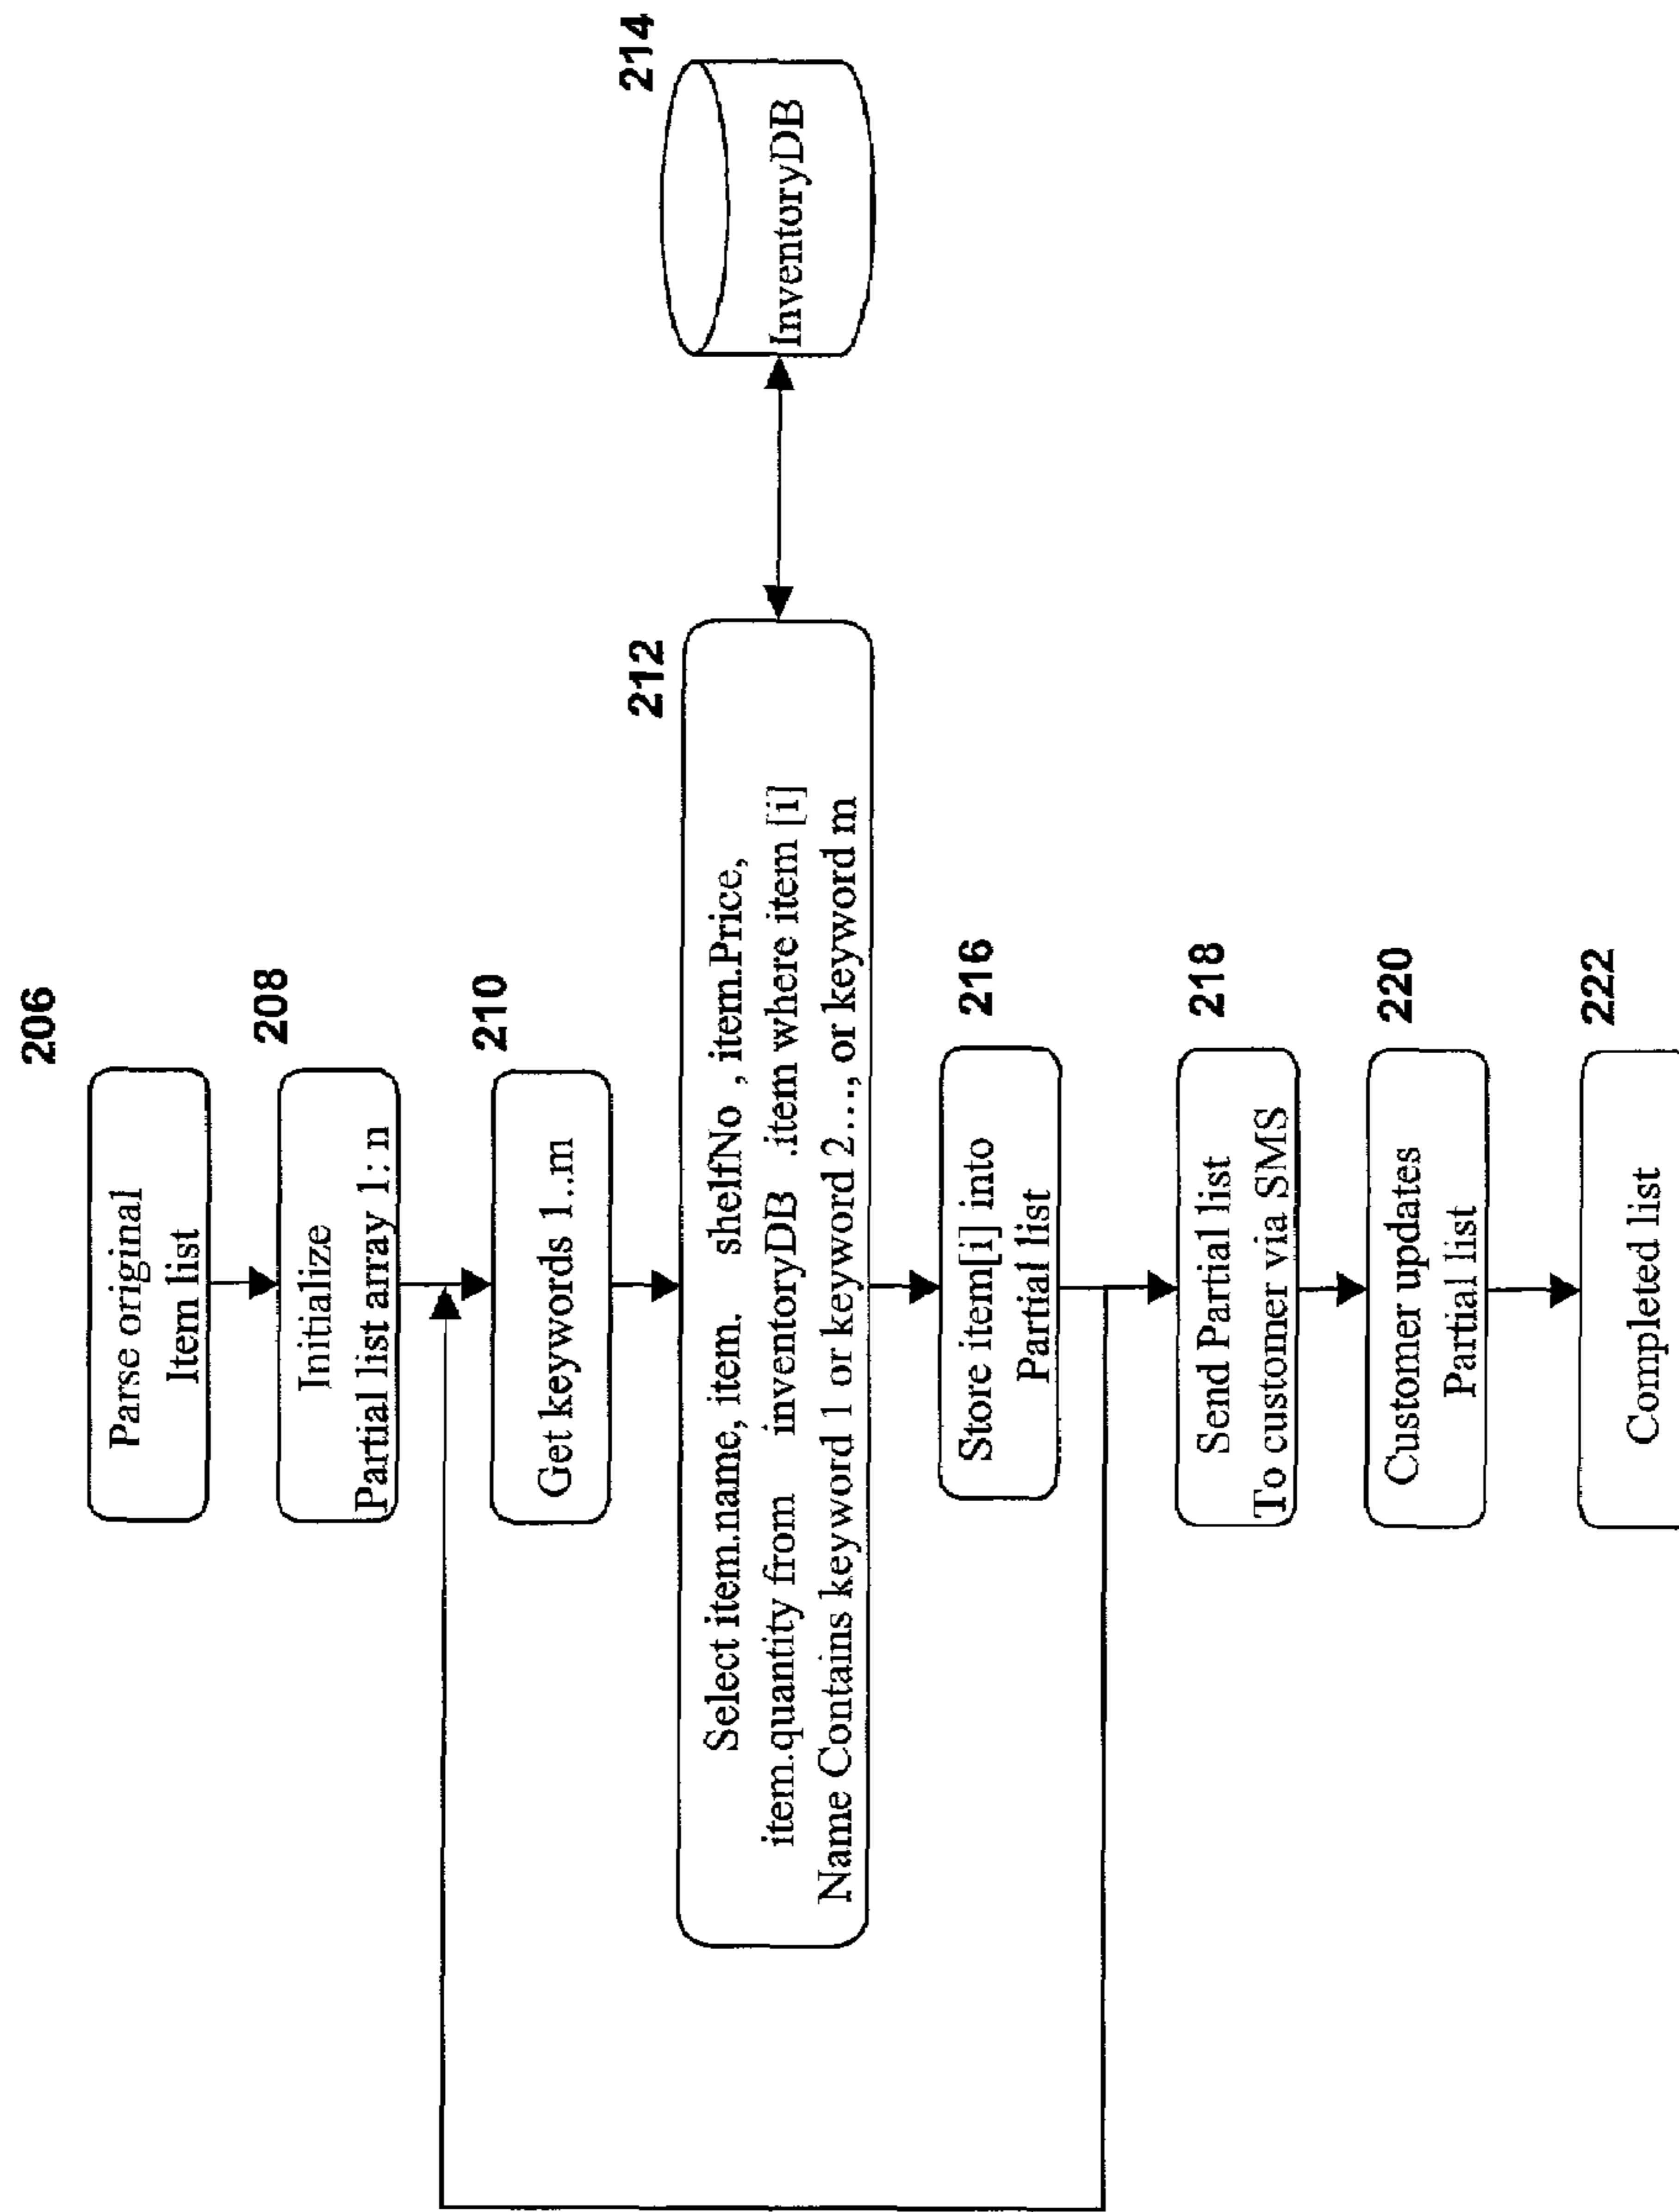 206
Parse original
Item list
208
Initialize
Partial list array 1: n
210
Get keywords 1..m
212
Select item.name, item. shelfNo , item.Price,
item.quantity from inventoryDB .item where item [i]
Name Contains keyword 1 or keyword 2..., or keyword m
214
InventoryDB
216
Store item[i] into
Partial list
218
Send Partial list
To customer via SMS
220
Customer updates
Partial list
222
Completed list